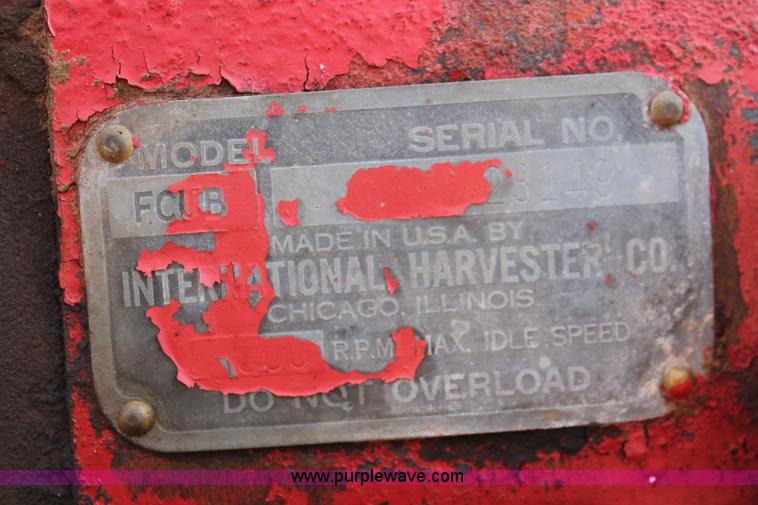 MODEL SERIAL NO.
FCUB 28149
MADE IN U.S.A. BY
INTERNATIONAL HARVESTER CO.
CHICAGO, ILLINOIS
R.P.M. MAX. IDLE SPEED
DO NOT OVERLOAD
www.purplewave.com